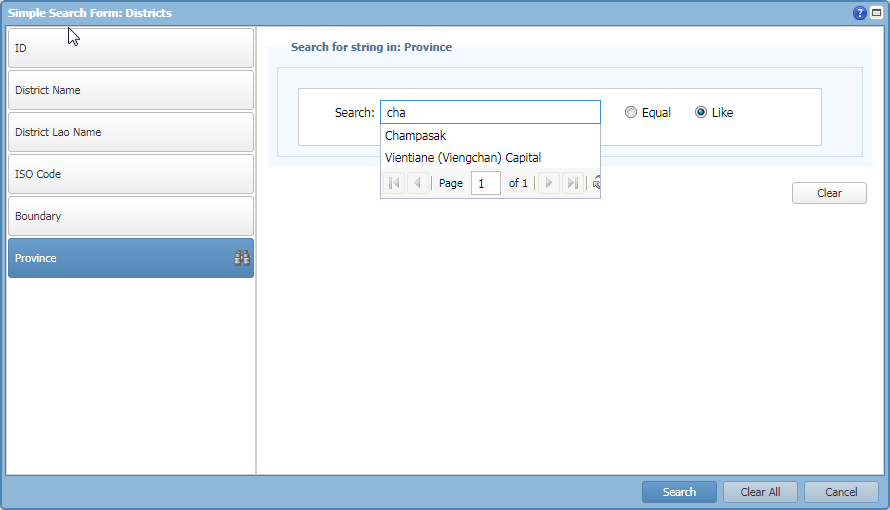 Simple Search Form: Districts
?
ID
District Name
District Lao Name
ISO Code
Boundary
Province
Search for string in: Province
Search: cha Equal Like
Champasak
Vientiane (Viengchan) Capital
Page 1 of 1
Clear
Search Clear All Cancel